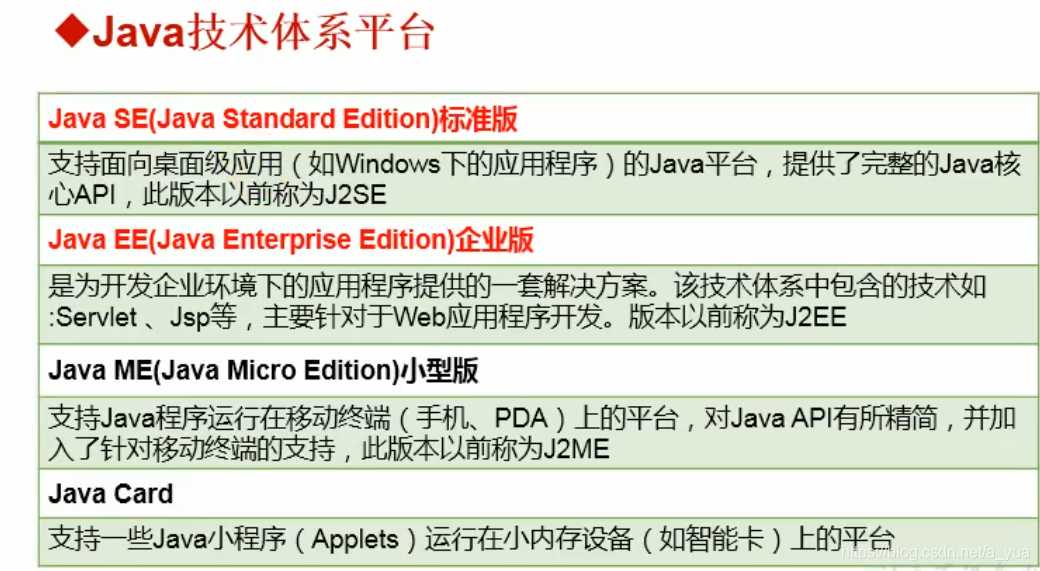 ◆Java技术体系平台
Java SE(Java Standard Edition)标准版
支持面向桌面级应用（如Windows下的应用程序）的Java平台，提供了完整的Java核
心API，此版本以前称为J2SE
Java EE(Java Enterprise Edition)企业版
是为开发企业环境下的应用程序提供的一套解决方案。该技术体系中包含的技术如
:Servlet 、Jsp等，主要针对于Web应用程序开发。版本以前称为J2EE
Java ME(Java Micro Edition)小型版
支持Java程序运行在移动终端（手机、PDA）上的平台，对Java API有所精简，并加
入了针对移动终端的支持，此版本以前称为J2ME
Java Card
支持一些Java小程序（Applets）运行在小内存设备（如智能卡）上的平台
https://blog.csdn.net/a_yua